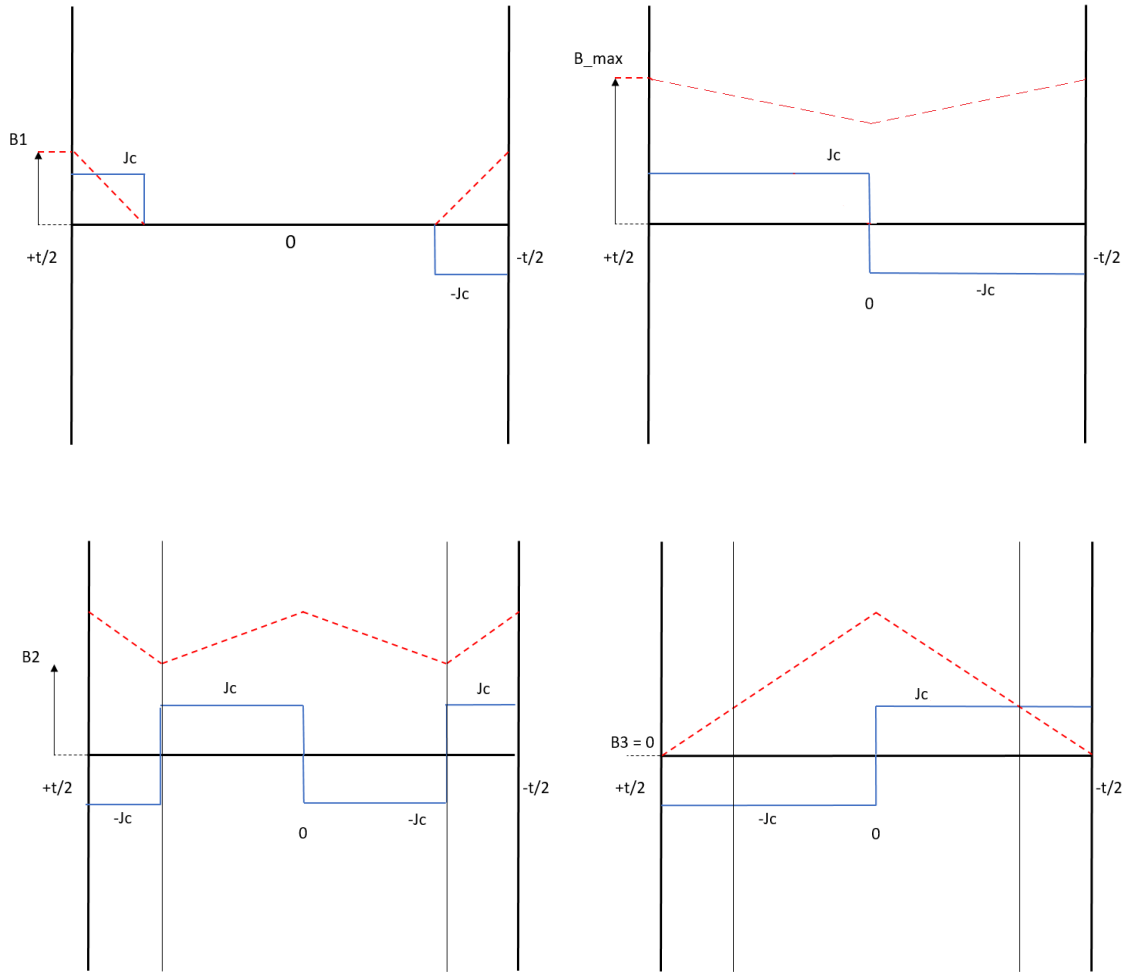 B1
Jc
0
+t/2
-t/2
-Jc
B_max
Jc
+t/2
-t/2
-Jc
0
B2
Jc
Jc
+t/2
-t/2
-Jc
-Jc
0
Jc
B3 = 0
+t/2
-t/2
-Jc
0